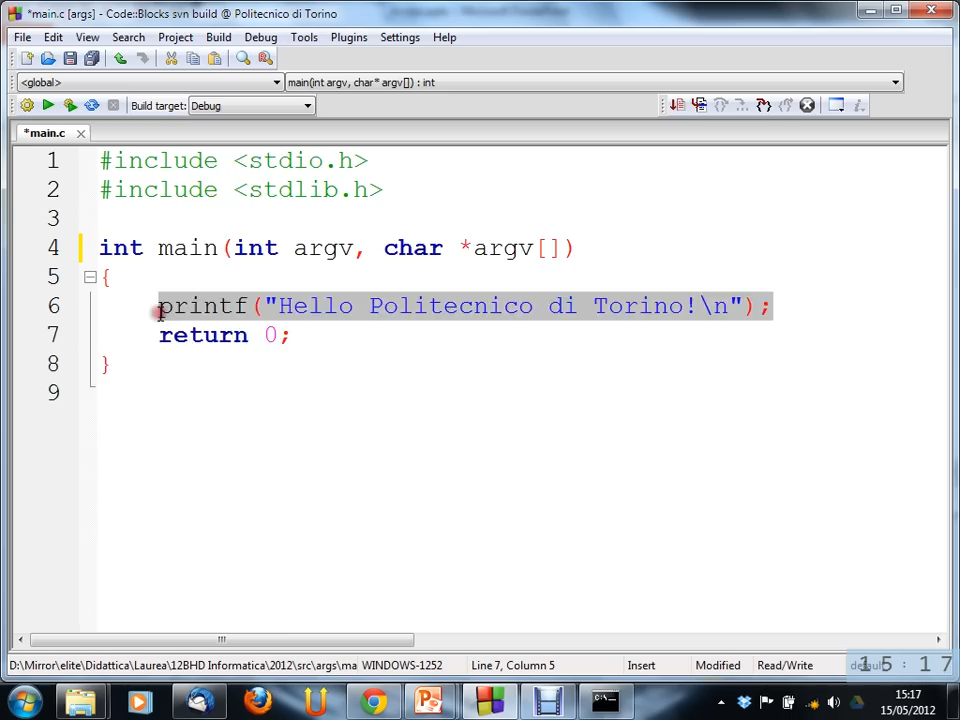 *main.c [args] - Code::Blocks svn build @ Politecnico di Torino
File Edit View Search Project Build Debug Tools Plugins Settings Help
<global> main(int argv, char* argv[]) : int
Build target: Debug
*main.c
1 #include <stdio.h>
2 #include <stdlib.h>
3
4 int main(int argv, char *argv[])
5 {
6 printf("Hello Politecnico di Torino!\n");
7 return 0;
8 }
9
D:\Mirror\elite\Didattica\Laurea\12BHD Informatica\2012\src\args\ma WINDOWS-1252 Line 7, Column 5 Insert Modified Read/Write default
15:17
15:17
15/05/2012